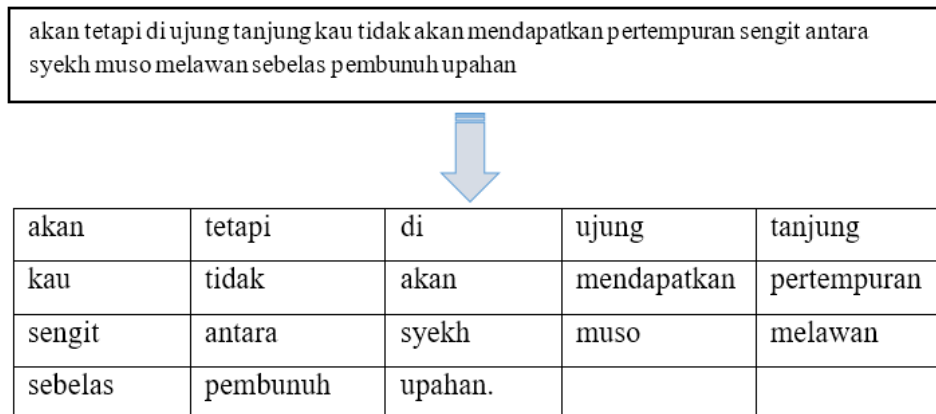 akan tetapi di ujung tanjung kau tidak akan mendapatkan pertempuran sengit antara
syekh muso melawan sebelas pembunuh upahan
akan tetapi di ujung tanjung
kau tidak akan mendapatkan pertempuran
sengit antara syekh muso melawan
sebelas pembunuh upahan.